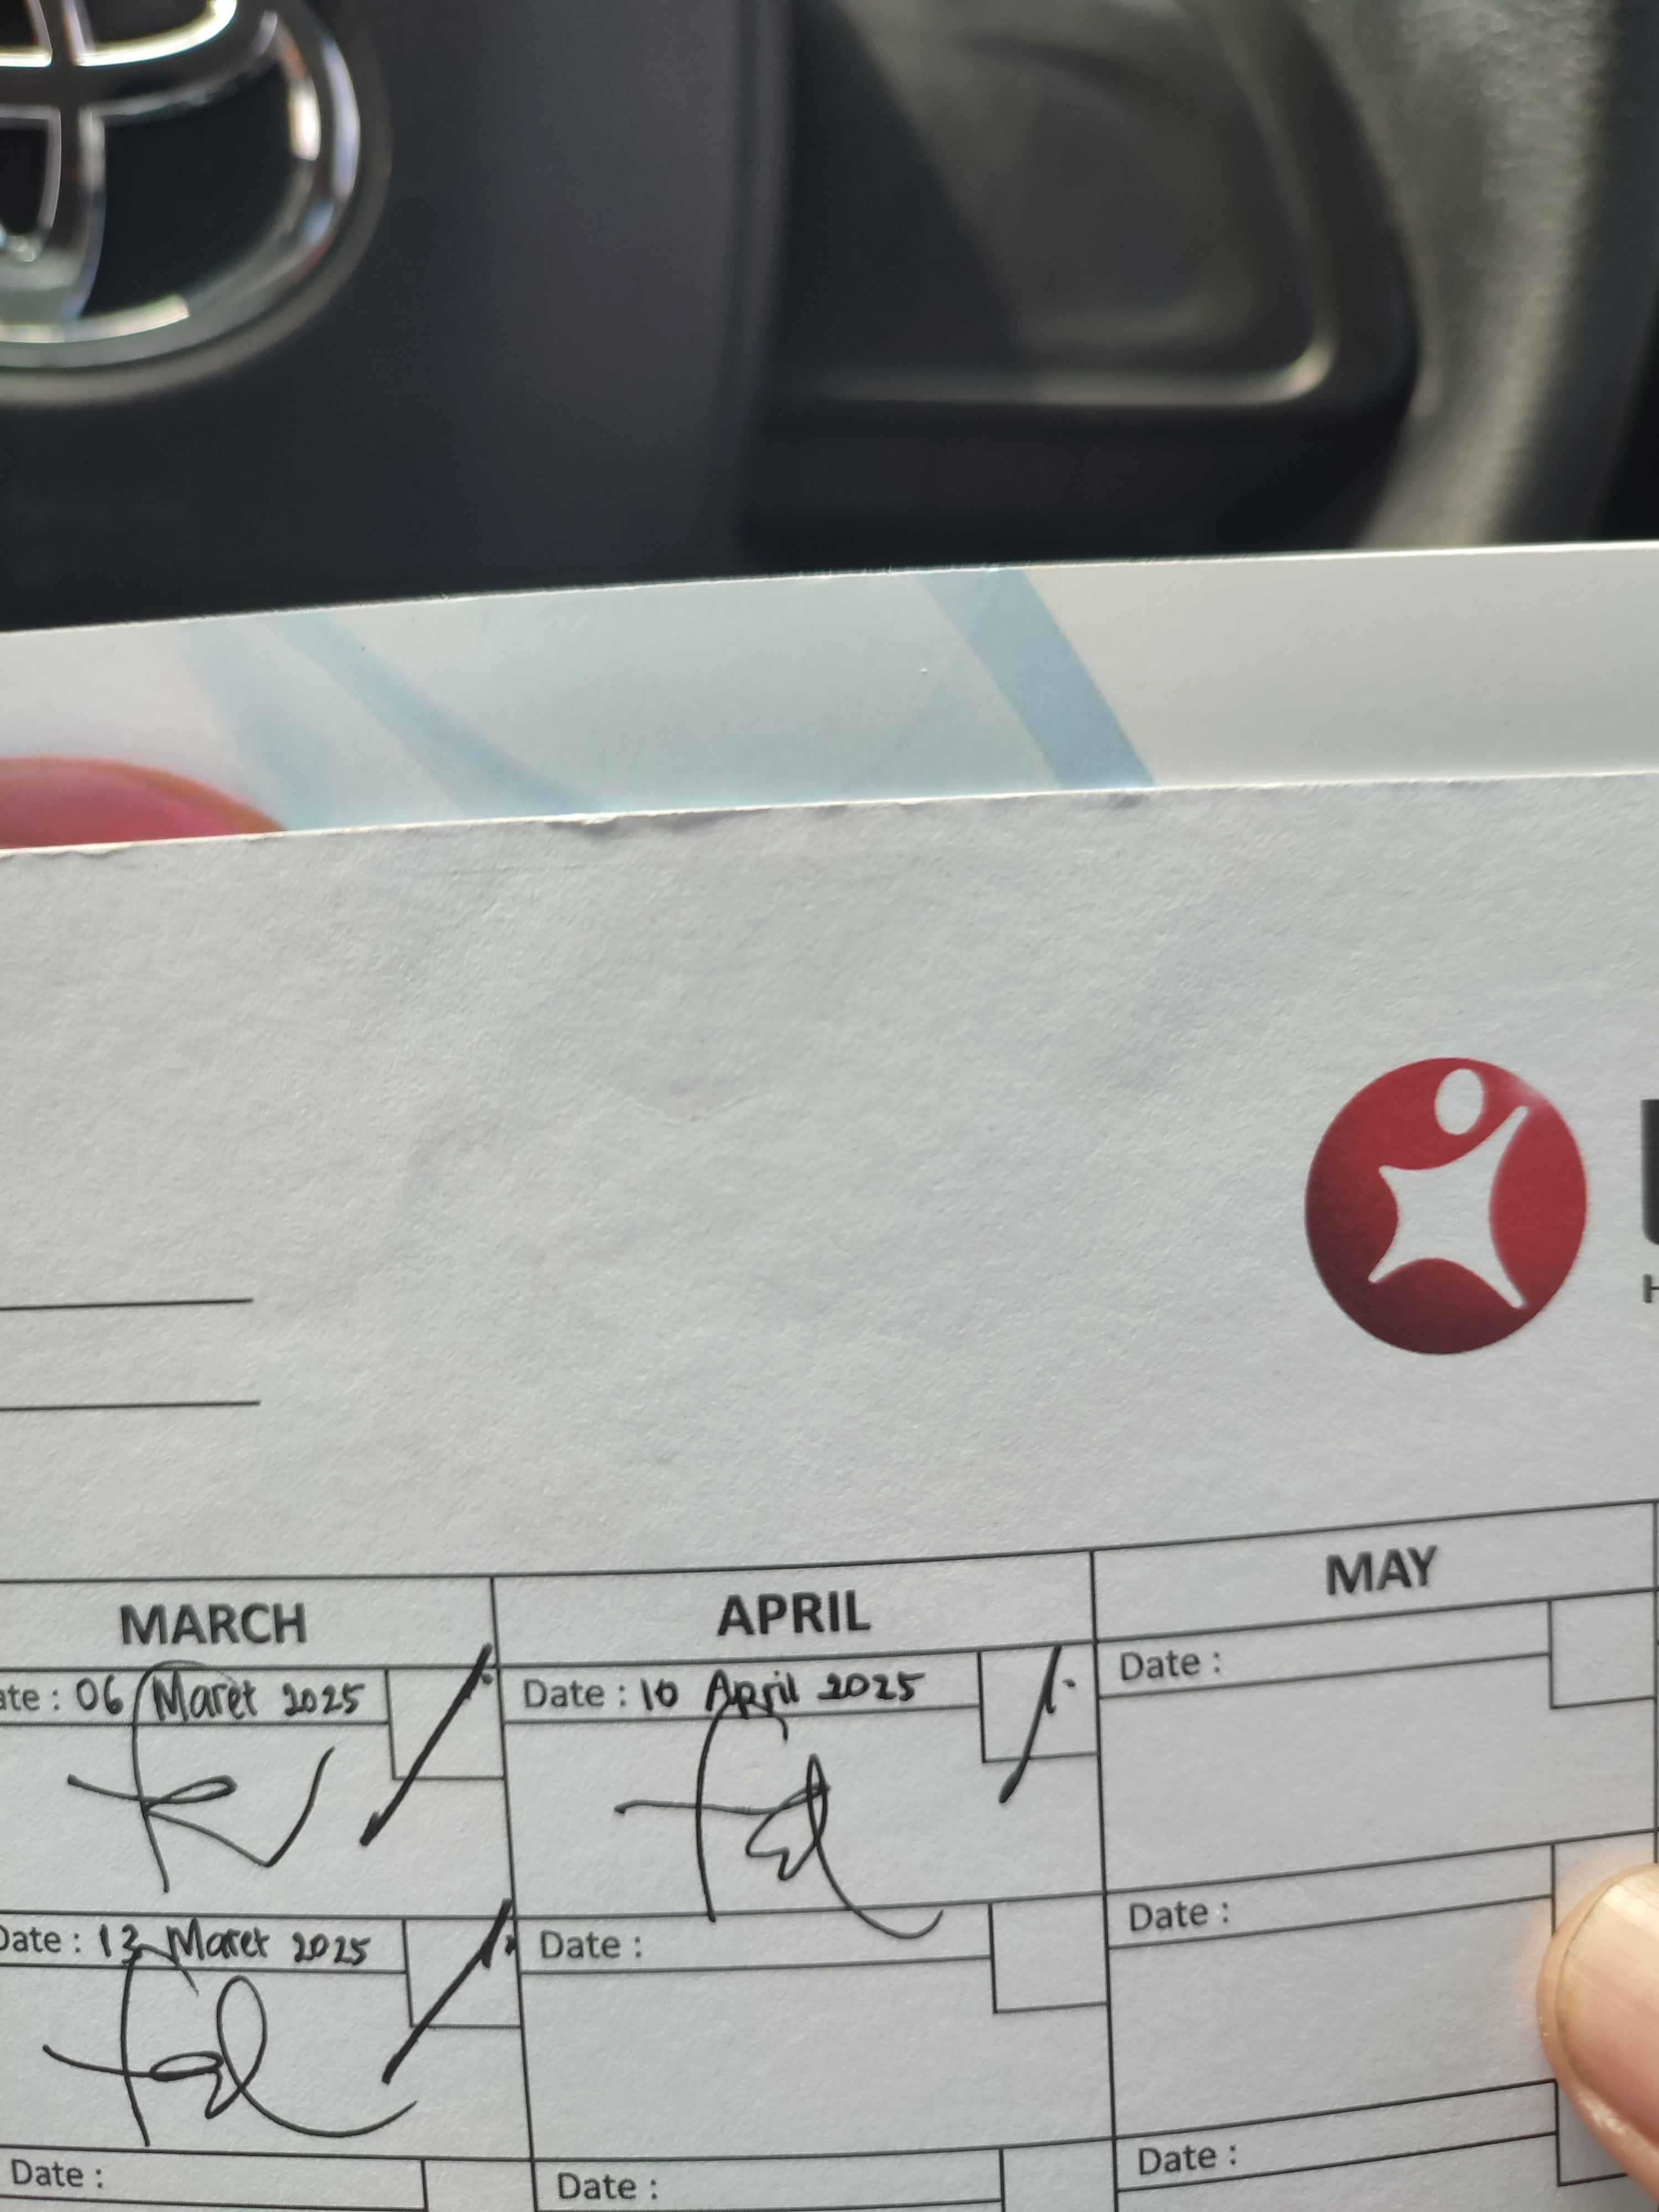 MARCH APRIL MAY
ate : 06 Maret 2025 Date : 10 April 2025 Date :
Date : 13 Maret 2025 Date : Date :
Date : Date : Date :